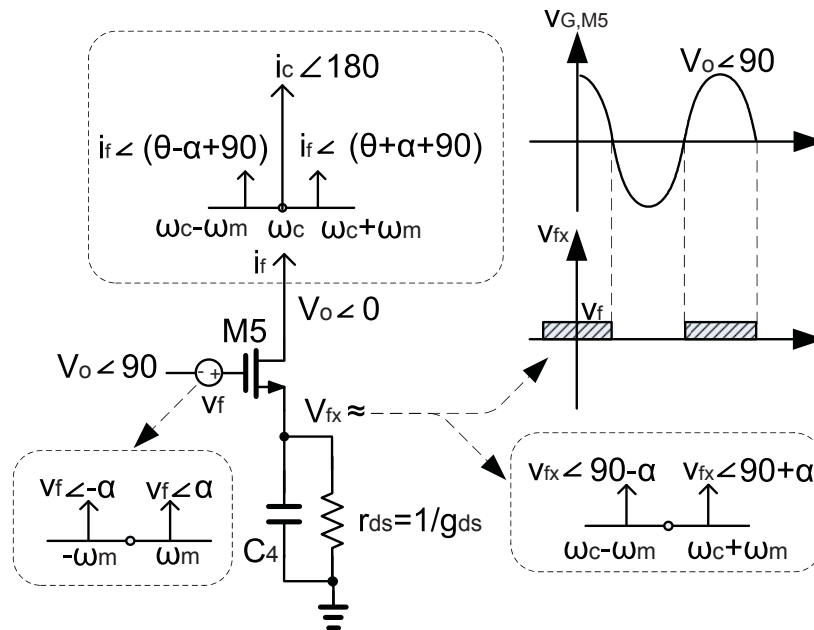 ic∠180
if∠ (θ-α+90)
if∠ (θ+α+90)
ωc-ωm
ωc
ωc+ωm
if
Vo∠0
M5
Vo∠90
- +
vf
Vfx≈
vf∠-α
vf∠α
-ωm
ωm
C4
rds=1/gds
vG,M5
Vo∠90
vfx
vf
vfx∠90-α
vfx∠90+α
ωc-ωm
ωc+ωm